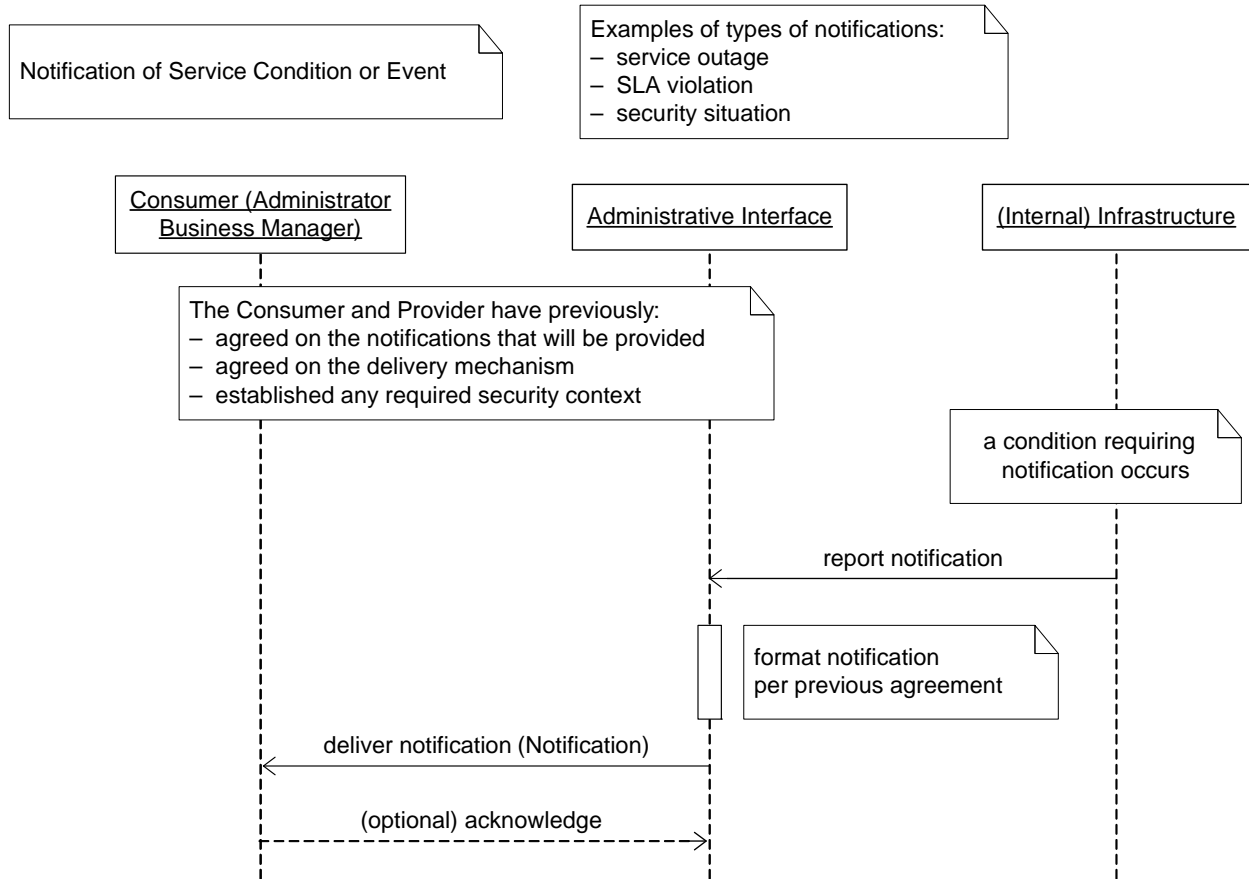 Notification of Service Condition or Event
Examples of types of notifications:
– service outage
– SLA violation
– security situation
Consumer (Administrator
Business Manager)
Administrative Interface
(Internal) Infrastructure
The Consumer and Provider have previously:
– agreed on the notifications that will be provided
– agreed on the delivery mechanism
– established any required security context
a condition requiring
notification occurs
report notification
format notification
per previous agreement
deliver notification (Notification)
(optional) acknowledge